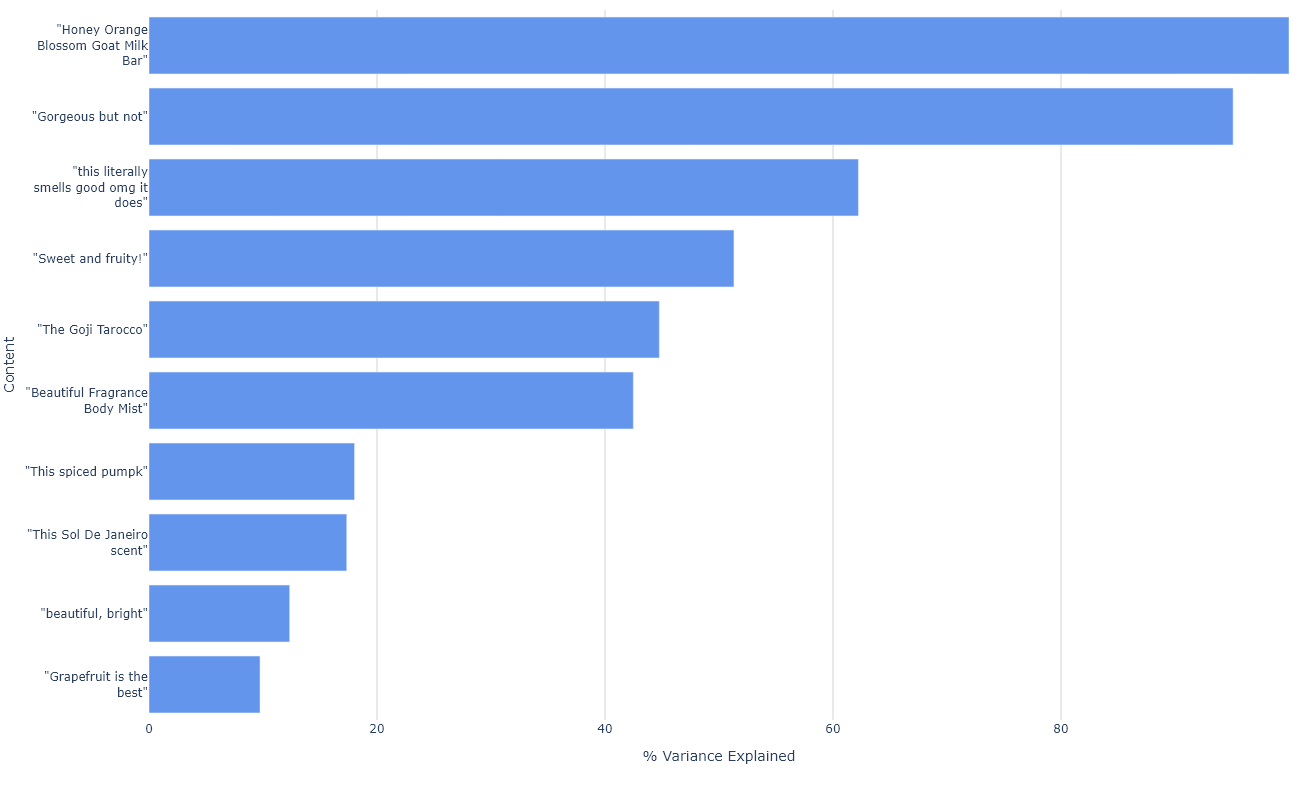 "Honey Orange
Blossom Goat Milk
Bar"
"Gorgeous but not"
"this literally
smells good omg it
does"
"Sweet and fruity!"
"The Goji Tarocco"
"Beautiful Fragrance
Body Mist"
"This spiced pumpk"
"This Sol De Janeiro
scent"
"beautiful, bright"
"Grapefruit is the
best"
Content
0 20 40 60 80
% Variance Explained